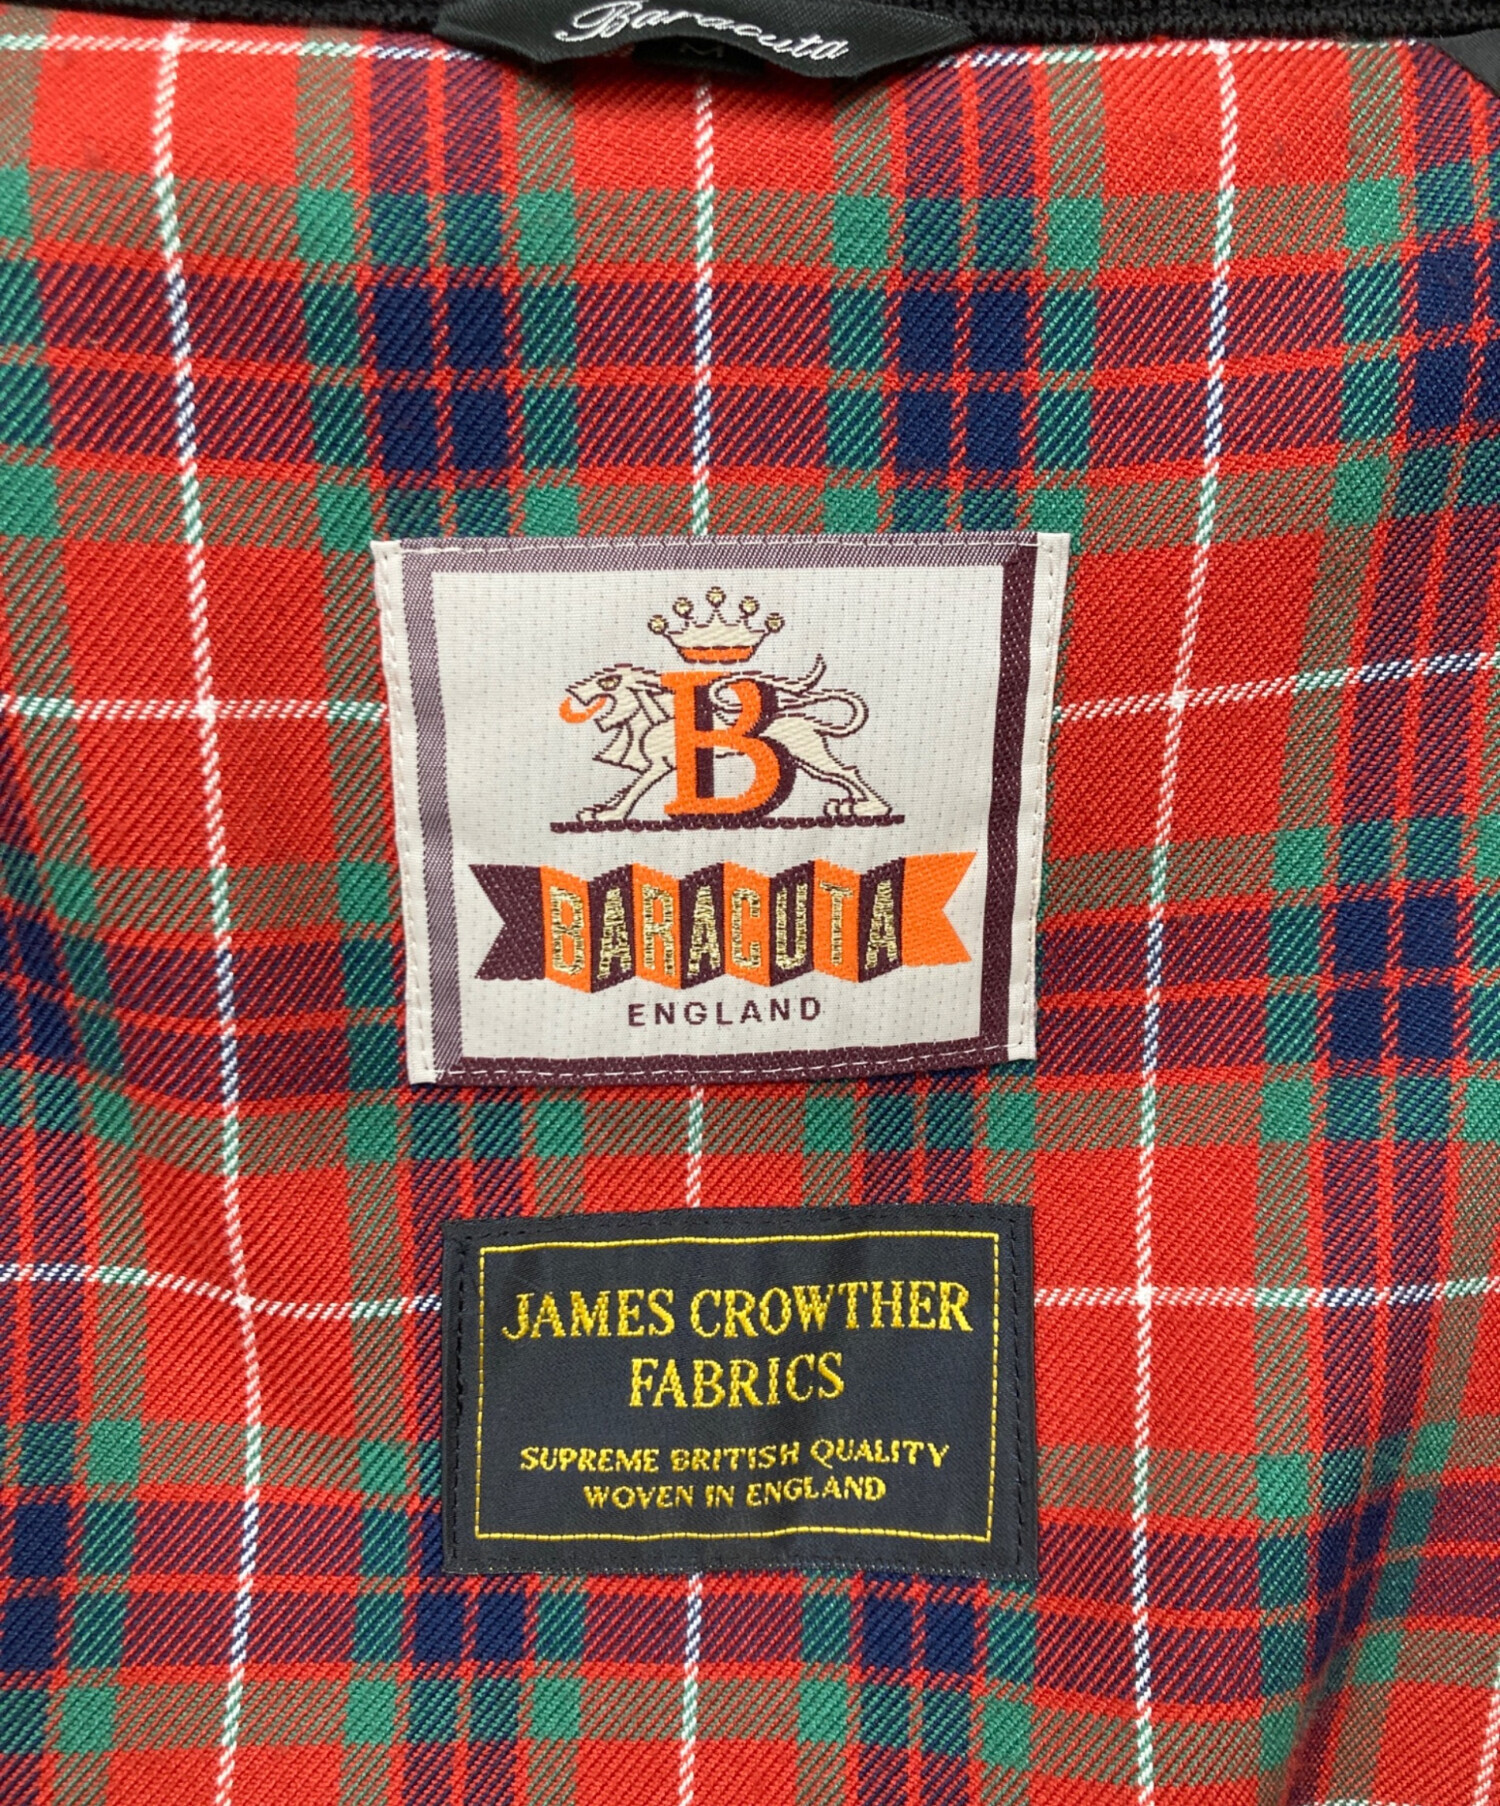 Baracuta
M
B
BARACUTA
ENGLAND
JAMES CROWTHER
FABRICS
SUPREME BRITISH QUALITY
WOVEN IN ENGLAND